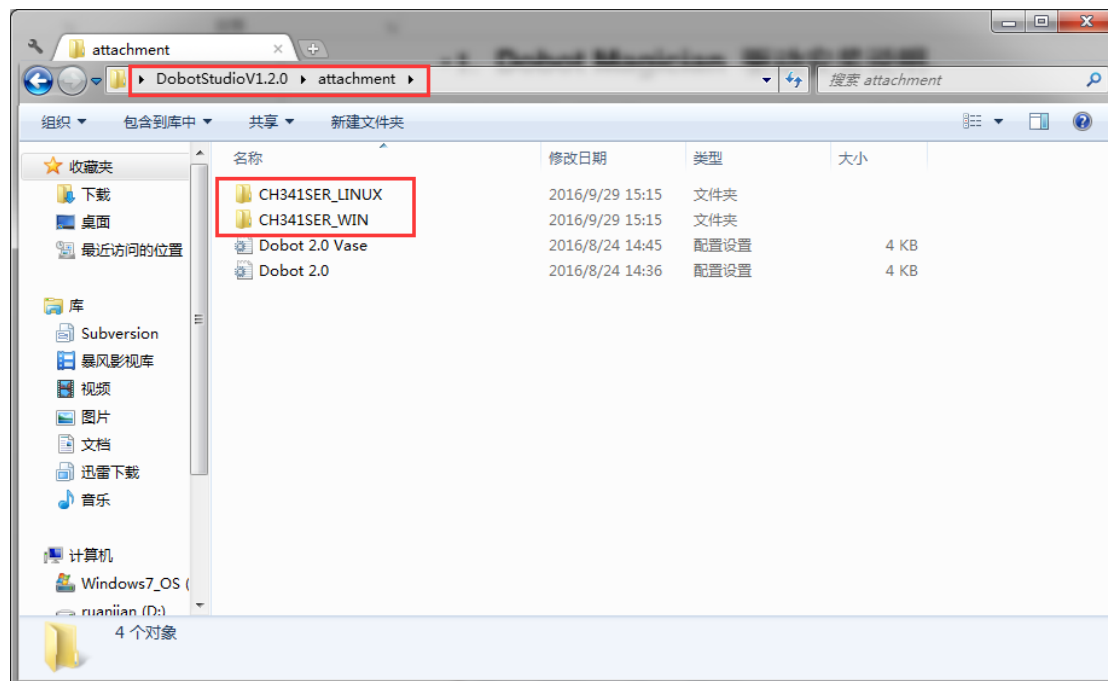 Dobot Magician
attachment
DobotStudioV1.2.0 attachment
搜索 attachment
组织 包含到库中 共享 新建文件夹
收藏夹
下载
桌面
最近访问的位置
库
Subversion
暴风影视库
视频
图片
文档
迅雷下载
音乐
计算机
Windows7_OS (
ruanjian (D:)
名称 修改日期 类型 大小
CH341SER_LINUX 2016/9/29 15:15 文件夹
CH341SER_WIN 2016/9/29 15:15 文件夹
Dobot 2.0 Vase 2016/8/24 14:45 配置设置 4 KB
Dobot 2.0 2016/8/24 14:36 配置设置 4 KB
4 个对象